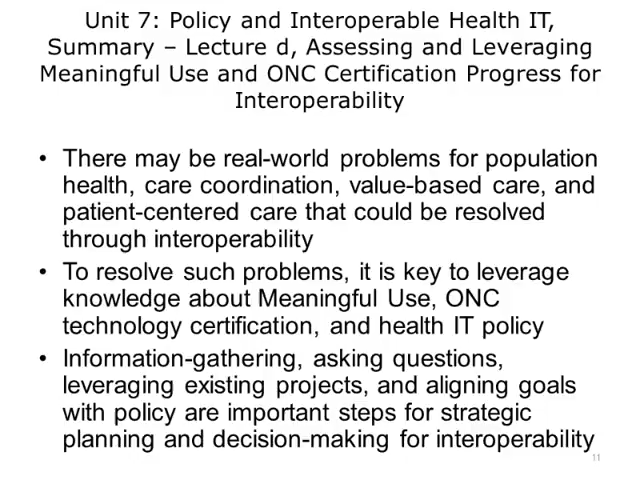 Unit 7: Policy and Interoperable Health IT,
Summary – Lecture d, Assessing and Leveraging
Meaningful Use and ONC Certification Progress for
Interoperability
• There may be real-world problems for population
health, care coordination, value-based care, and
patient-centered care that could be resolved
through interoperability
• To resolve such problems, it is key to leverage
knowledge about Meaningful Use, ONC
technology certification, and health IT policy
• Information-gathering, asking questions,
leveraging existing projects, and aligning goals
with policy are important steps for strategic
planning and decision-making for interoperability
11